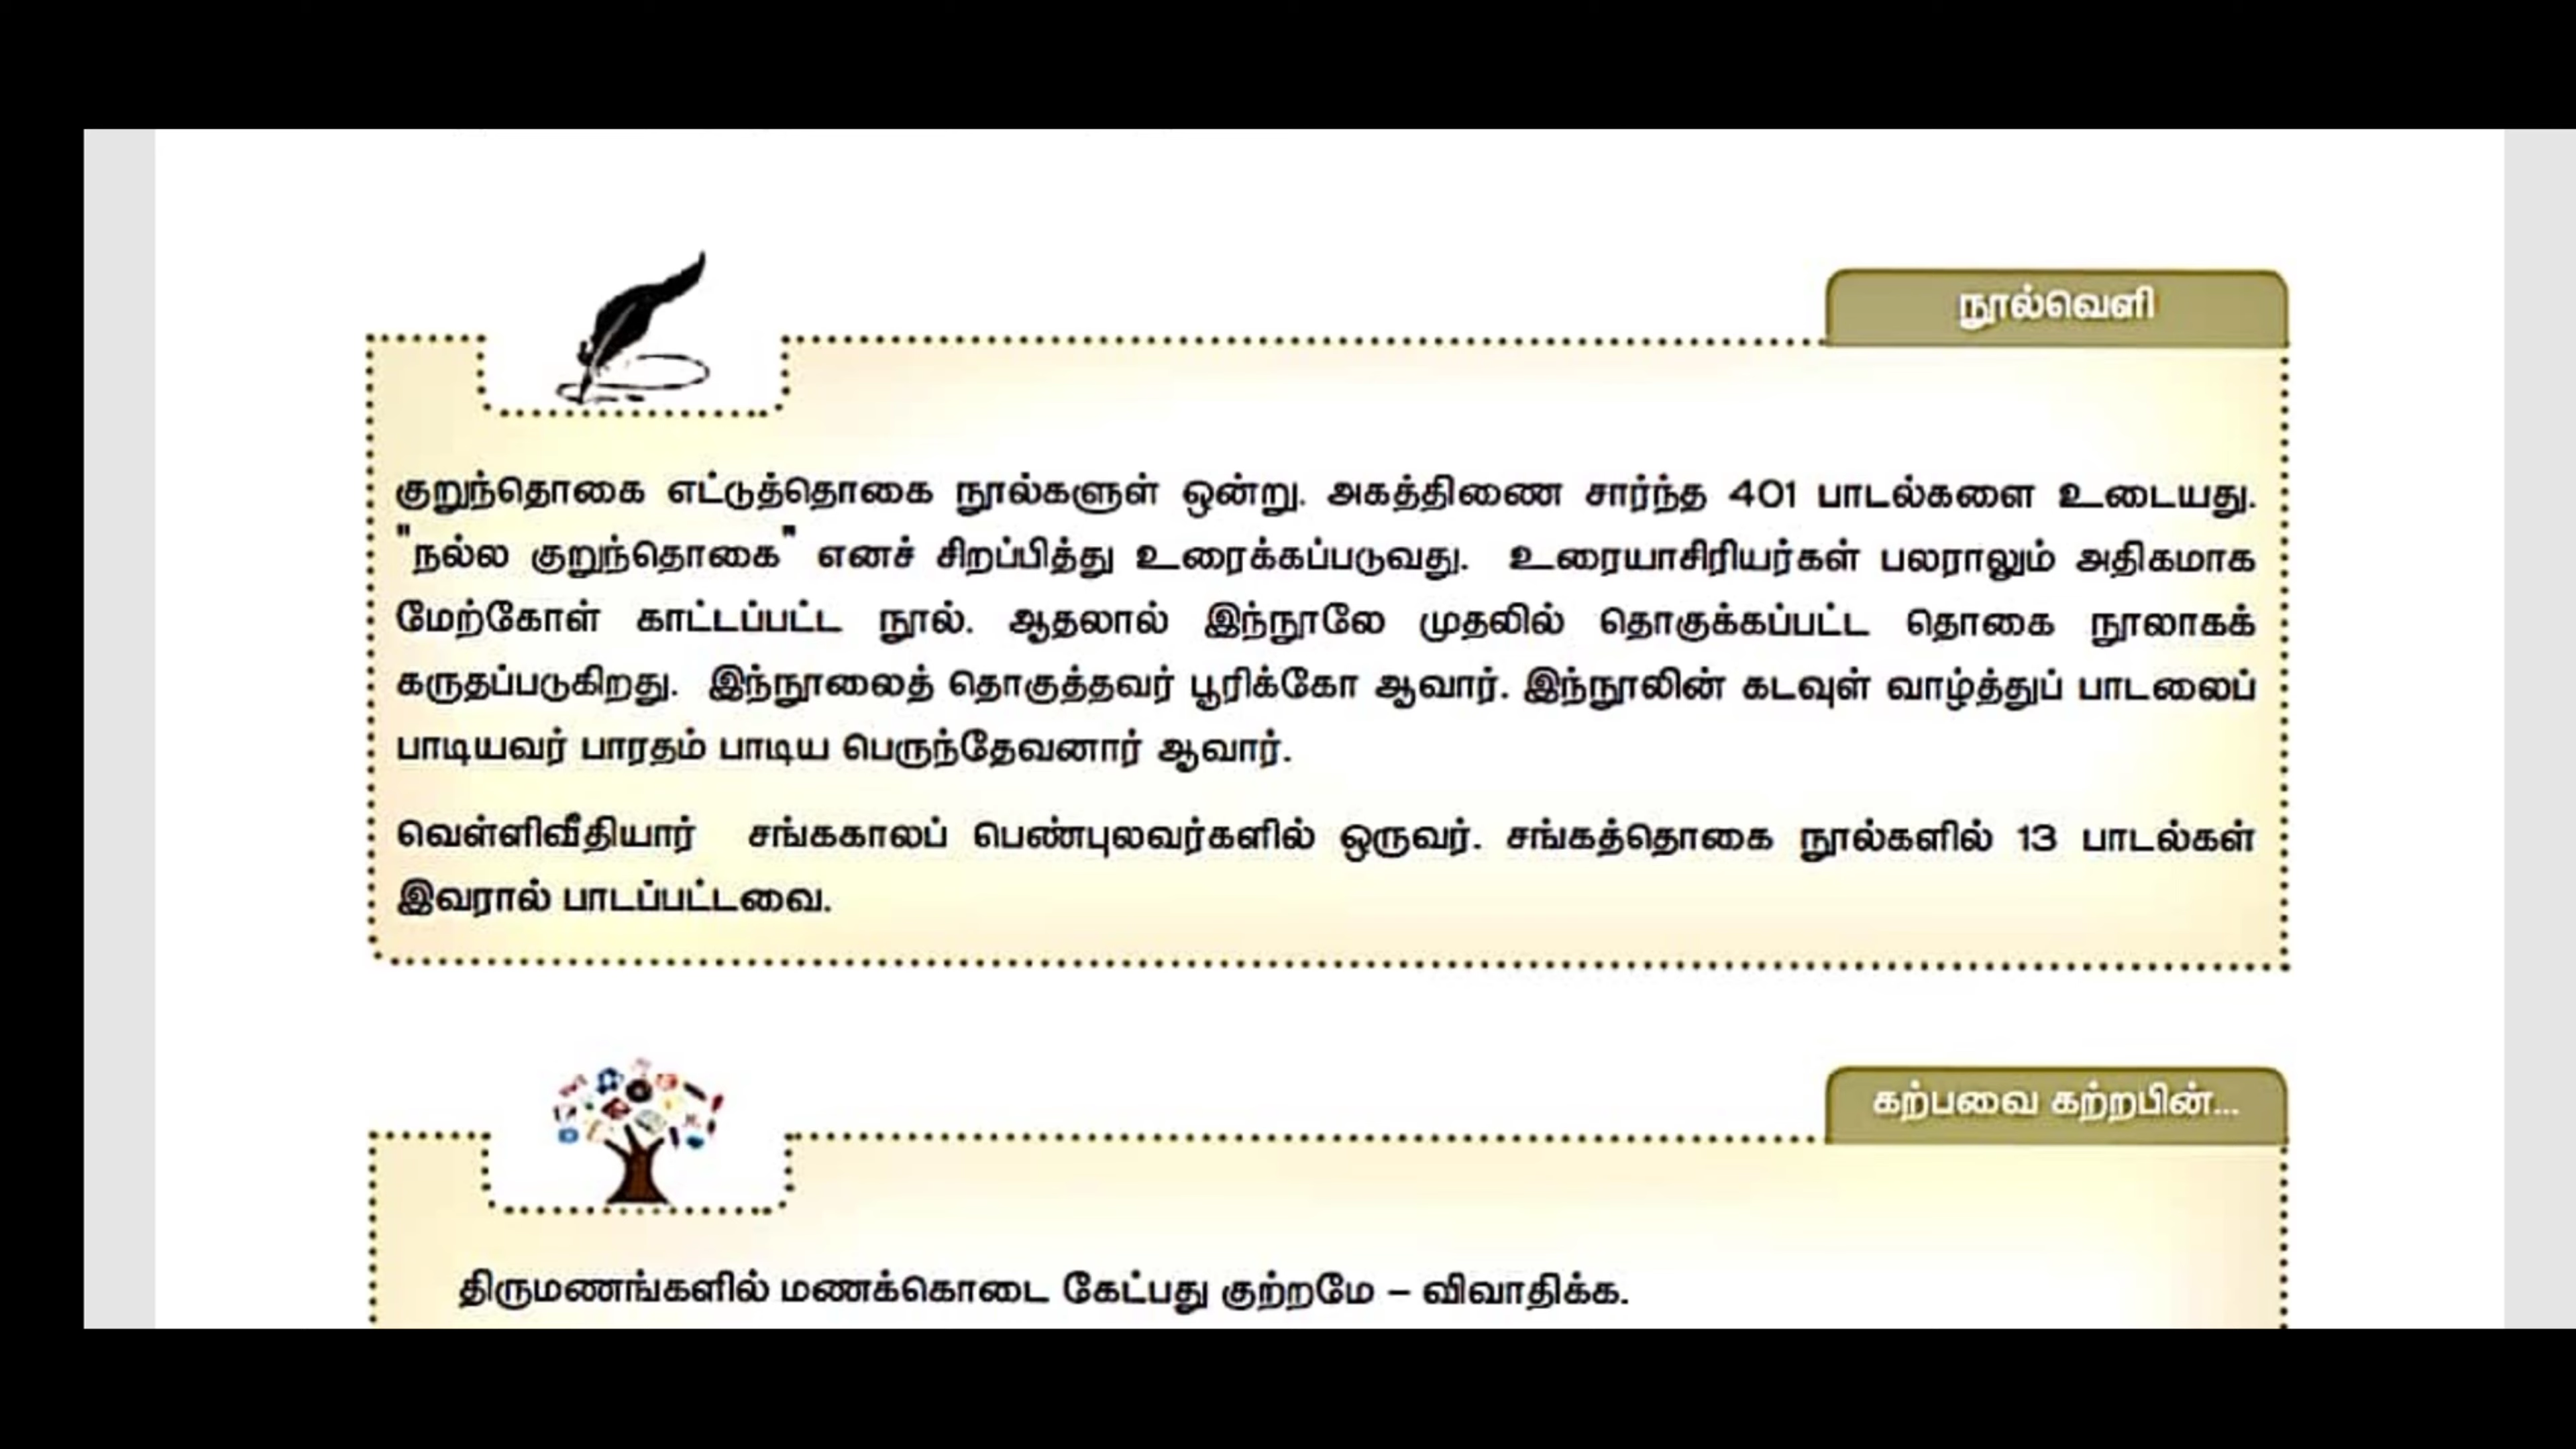 நூல்வெளி
குறுந்தொகை எட்டுத்தொகை நூல்களுள் ஒன்று. அகத்திணை சார்ந்த 401 பாடல்களை உடையது.
"நல்ல குறுந்தொகை" எனச் சிறப்பித்து உரைக்கப்படுவது. உரையாசிரியர்கள் பலராலும் அதிகமாக
மேற்கோள் காட்டப்பட்ட நூல். ஆதலால் இந்நூலே முதலில் தொகுக்கப்பட்ட தொகை நூலாகக்
கருதப்படுகிறது. இந்நூலைத் தொகுத்தவர் பூரிக்கோ ஆவார். இந்நூலின் கடவுள் வாழ்த்துப் பாடலைப்
பாடியவர் பாரதம் பாடிய பெருந்தேவனார் ஆவார்.
வெள்ளிவீதியார் சங்ககாலப் பெண்புலவர்களில் ஒருவர். சங்கத்தொகை நூல்களில் 13 பாடல்கள்
இவரால் பாடப்பட்டவை.
கற்பவை கற்றபின்...
திருமணங்களில் மணக்கொடை கேட்பது குற்றமே – விவாதிக்க.